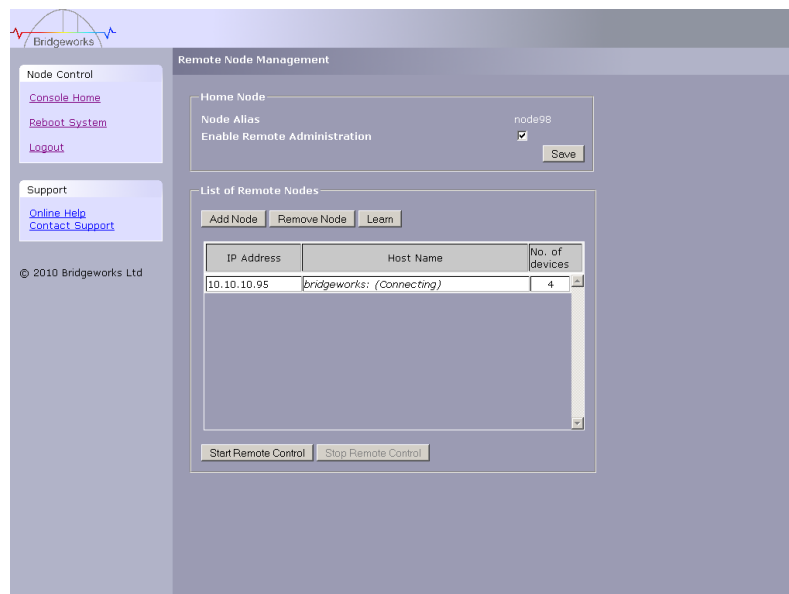 Bridgeworks
Remote Node Management
Node Control
Console Home
Reboot System
Logout
Support
Online Help
Contact Support
© 2010 Bridgeworks Ltd
Home Node
Node Alias node98
Enable Remote Administration
Save
List of Remote Nodes
Add Node Remove Node Learn
IP Address Host Name No. of devices
10.10.10.95 bridgeworks: (Connecting) 4
Start Remote Control Stop Remote Control